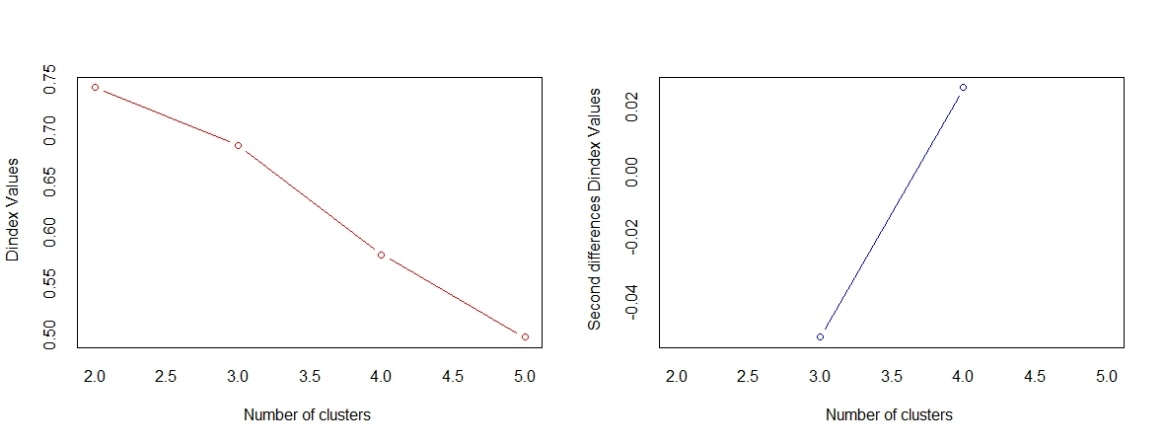 Dindex Values
0.75
0.70
0.65
0.60
0.55
0.50
2.0 2.5 3.0 3.5 4.0 4.5 5.0
Number of clusters
Second differences Dindex Values
0.02
0.00
-0.02
-0.04
2.0 2.5 3.0 3.5 4.0 4.5 5.0
Number of clusters